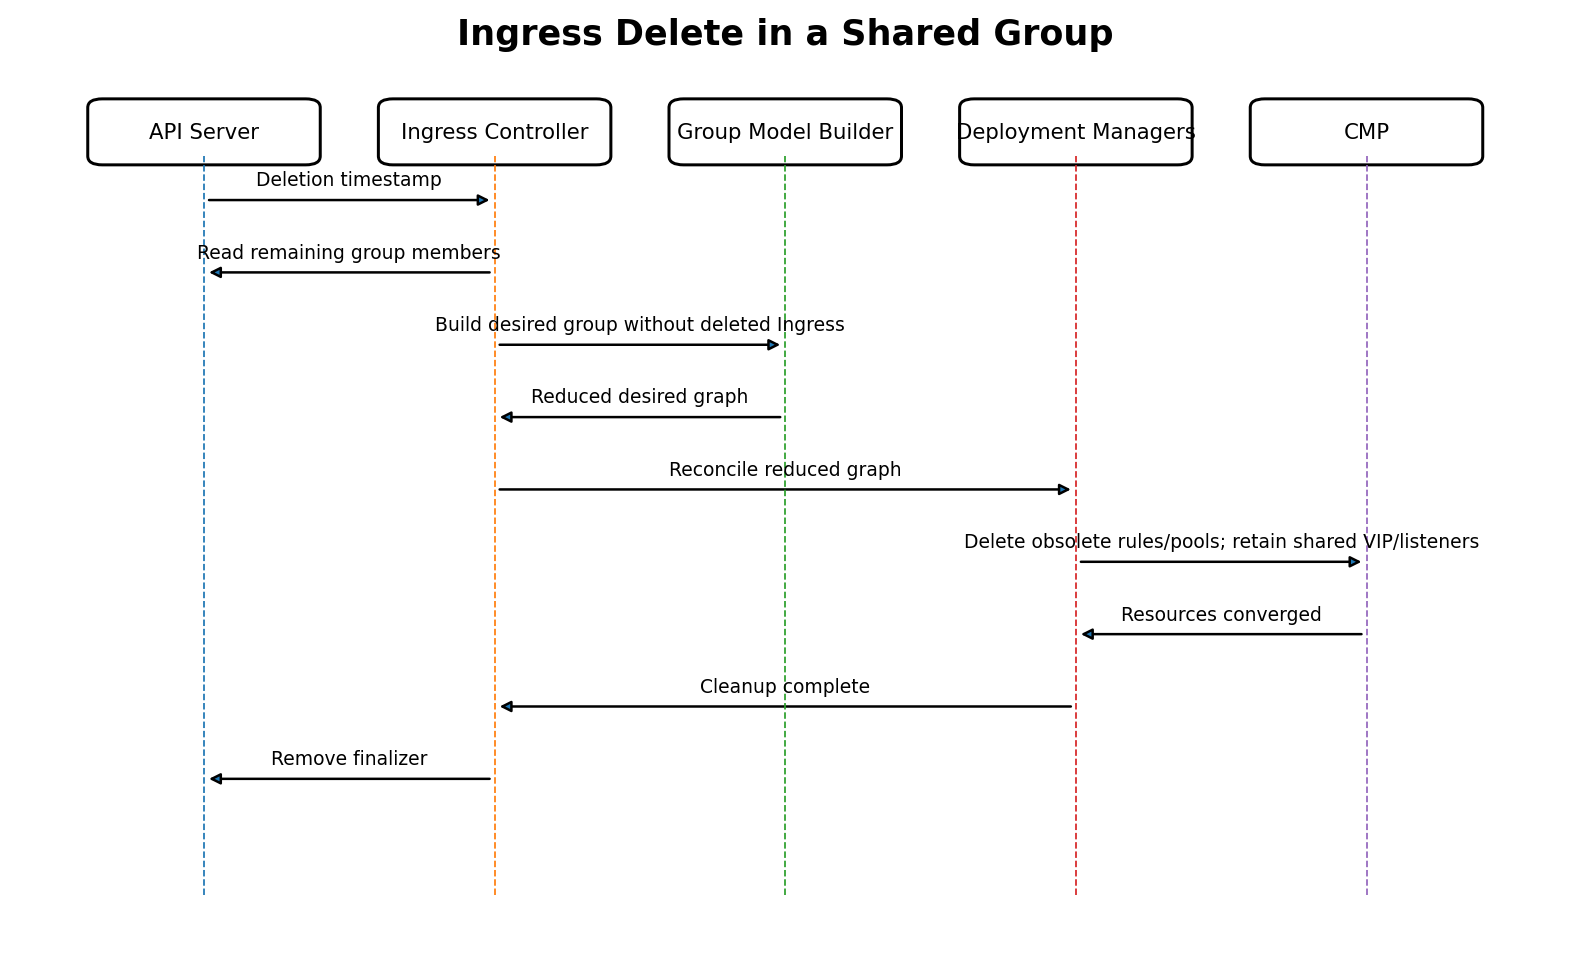 Ingress Delete in a Shared Group
API Server
Ingress Controller
Group Model Builder
Deployment Managers
CMP
Deletion timestamp
Read remaining group members
Build desired group without deleted Ingress
Reduced desired graph
Reconcile reduced graph
Delete obsolete rules/pools; retain shared VIP/listeners
Resources converged
Cleanup complete
Remove finalizer